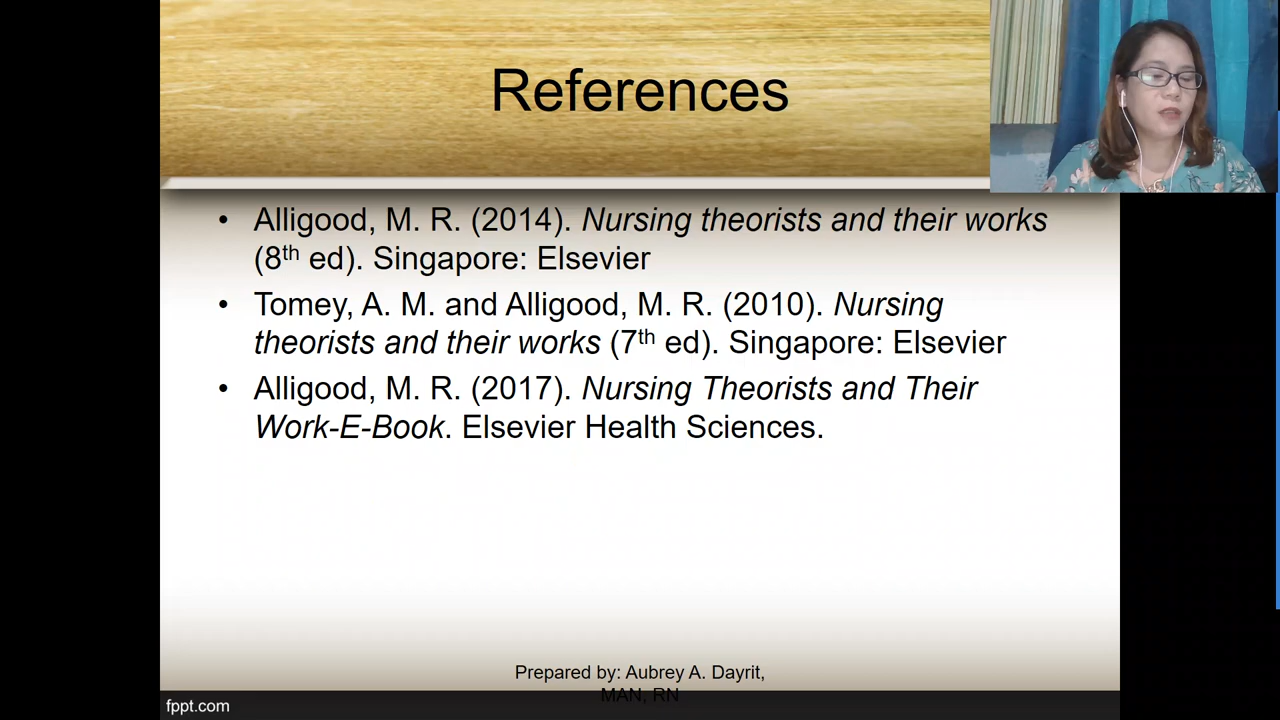 References
• Alligood, M. R. (2014). Nursing theorists and their works
(8th ed). Singapore: Elsevier
• Tomey, A. M. and Alligood, M. R. (2010). Nursing
theorists and their works (7th ed). Singapore: Elsevier
• Alligood, M. R. (2017). Nursing Theorists and Their
Work-E-Book. Elsevier Health Sciences.
Prepared by: Aubrey A. Dayrit,
MAN, RN
fppt.com